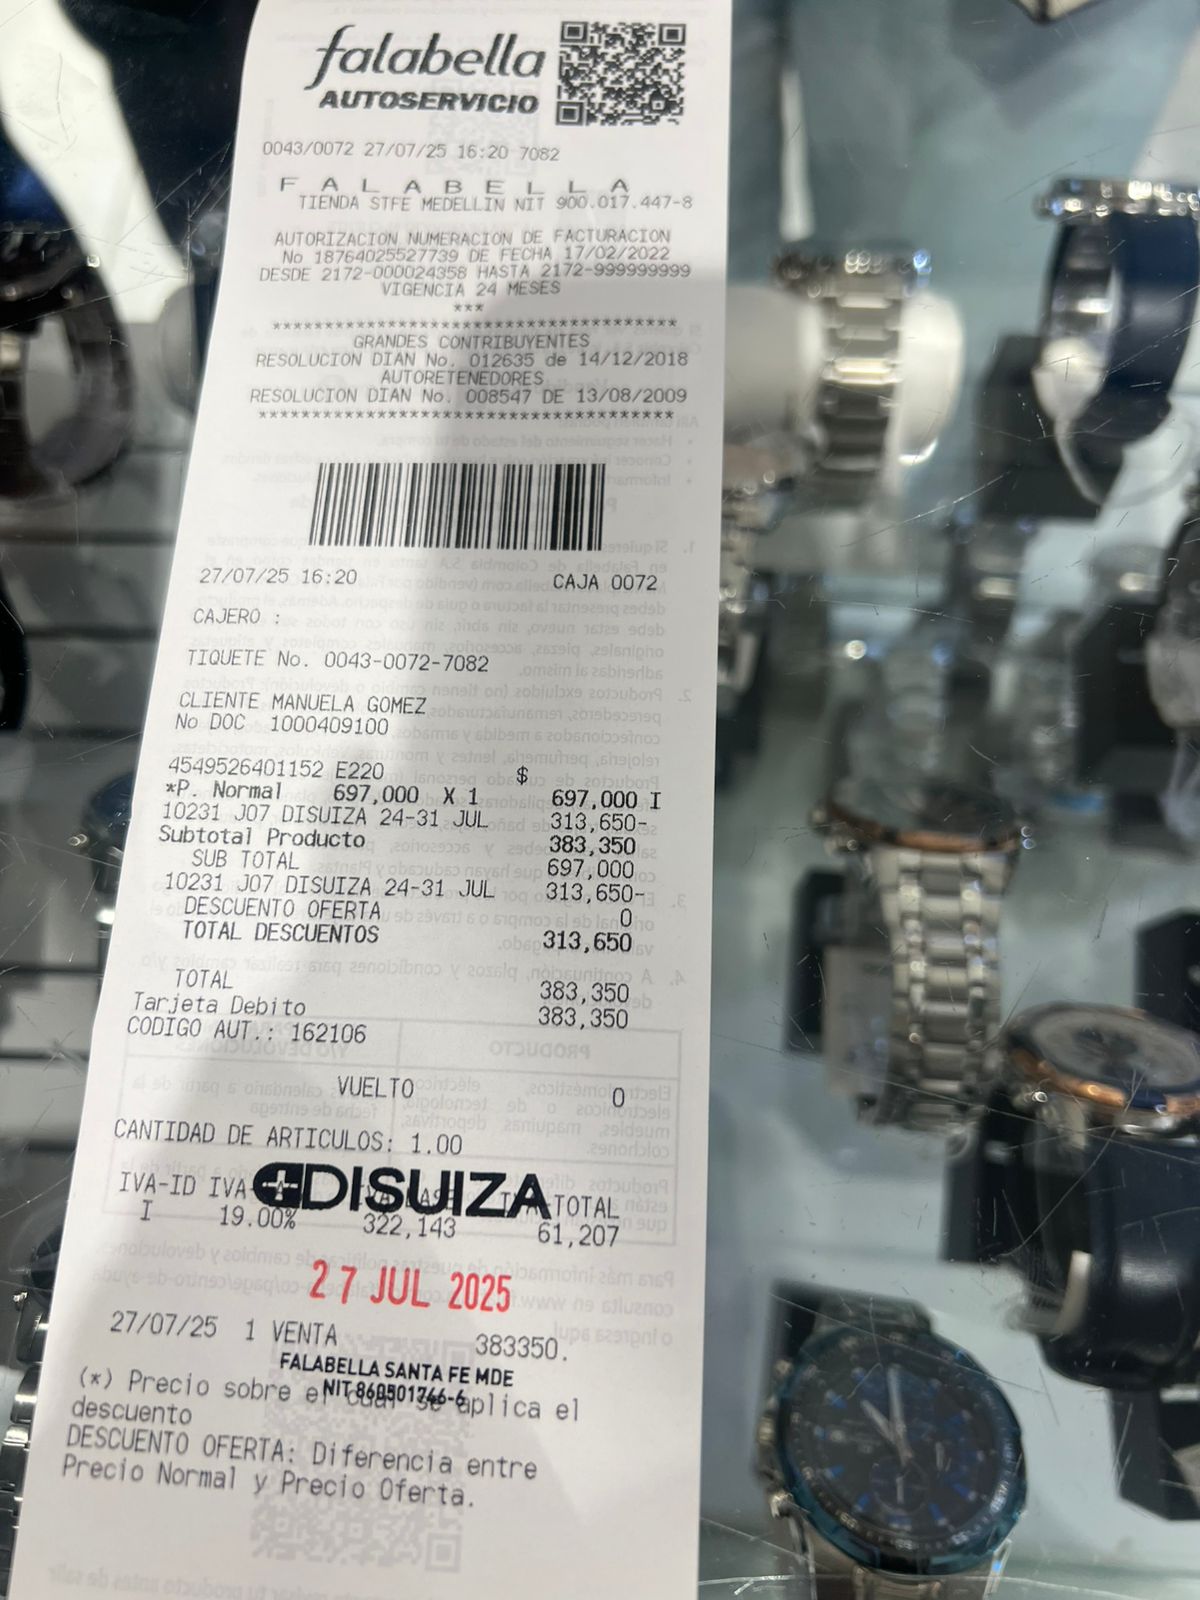 falabella
AUTOSERVICIO
0043/0072 27/07/25 16:20 7082
F A L A B E L L A
TIENDA STFE MEDELLIN NIT 900.017.447-8
AUTORIZACION NUMERACION DE FACTURACION
No 18764025527739 DE FECHA 17/02/2022
DESDE 2172-000024358 HASTA 2172-999999999
VIGENCIA 24 MESES
***
**************************************
GRANDES CONTRIBUYENTES
RESOLUCION DIAN No. 012635 de 14/12/2018
AUTORETENEDORES
RESOLUCION DIAN No. 008547 DE 13/08/2009
**************************************
27/07/25 16:20 CAJA 0072
CAJERO :
TIQUETE No. 0043-0072-7082
CLIENTE MANUELA GOMEZ
No DOC 1000409100
4549526401152 E220 $
*P. Normal 697,000 X 1 697,000 I
10231 J07 DISUIZA 24-31 JUL 313,650-
Subtotal Producto 383,350
SUB TOTAL 697,000
10231 J07 DISUIZA 24-31 JUL 313,650-
DESCUENTO OFERTA 0
TOTAL DESCUENTOS 313,650
TOTAL 383,350
Tarjeta Debito 383,350
CODIGO AUT.: 162106
VUELTO 0
CANTIDAD DE ARTICULOS: 1.00
DISUIZA
IVA-ID IVA TOTAL
I 19.00% 322,143 61,207
27 JUL 2025
27/07/25 1 VENTA 383350.
FALABELLA SANTA FE MDE
NIT 860501746-6
(*) Precio sobre el cual se aplica el
descuento
DESCUENTO OFERTA: Diferencia entre
Precio Normal y Precio Oferta.